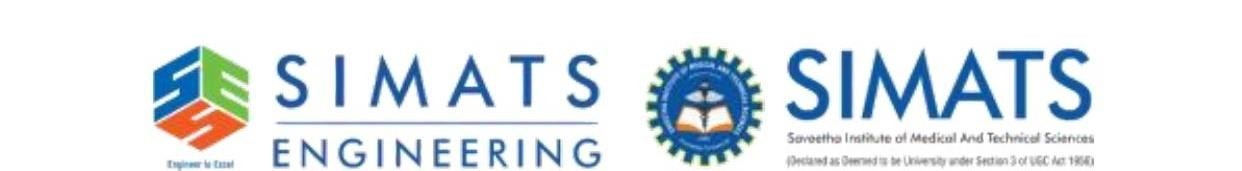 SIMATS
ENGINEERING
Engineer to Excel
SIMATS
Saveetha Institute of Medical And Technical Sciences
(Declared as Deemed to be University under Section 3 of UGC Act 1956)